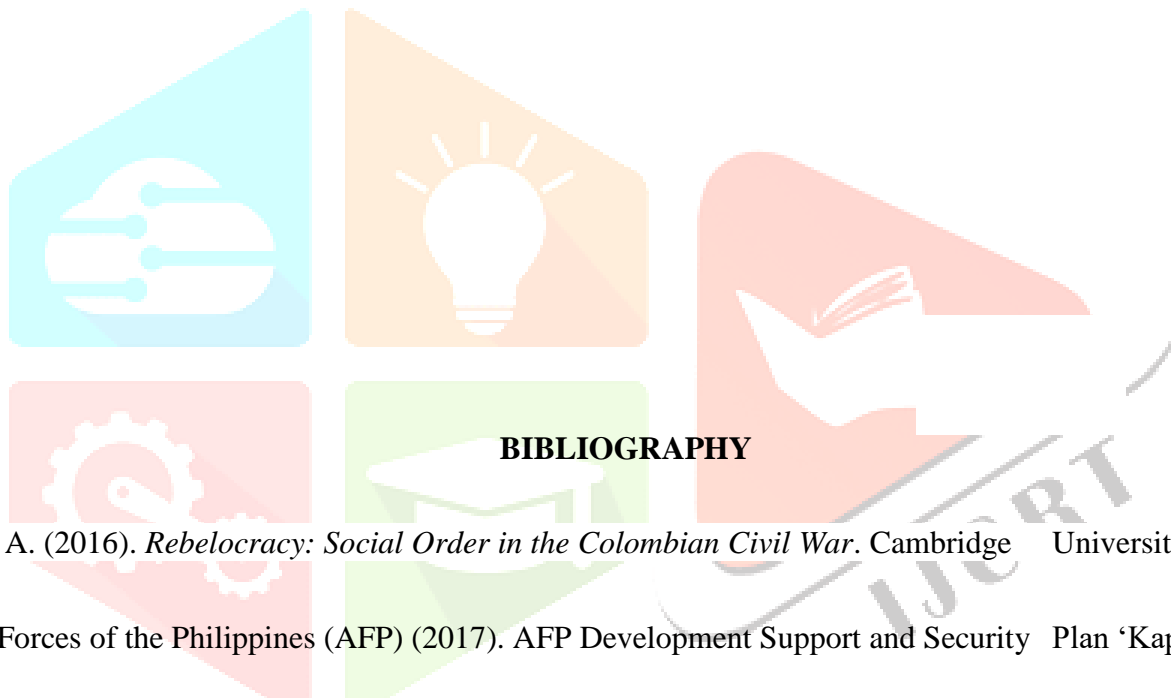 BIBLIOGRAPHY
A. (2016). Rebelocracy: Social Order in the Colombian Civil War. Cambridge Universit
Forces of the Philippines (AFP) (2017). AFP Development Support and Security Plan ‘Kap
IJCRT